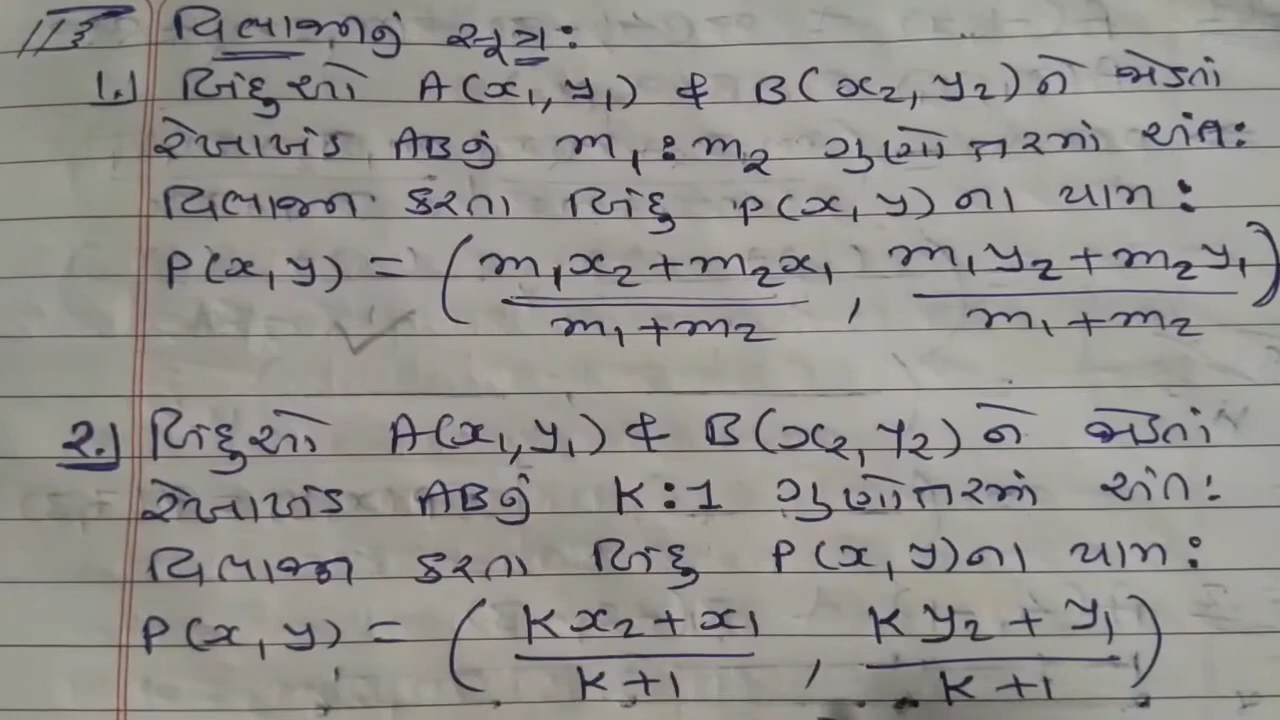 વિભાજનનું સૂત્ર:
1.) બિંદુઓ A(x₁, y₁) & B(x₂, y₂) ને જોડતાં
રેખાખંડ ABનું m₁:m₂ ગુણોત્તરમાં અંત:
વિભાજન કરતા બિંદુ P(x, y) ના યામ:
P(x, y) = ( (m₁x₂ + m₂x₁)/(m₁ + m₂) , (m₁y₂ + m₂y₁)/(m₁ + m₂) )
2.) બિંદુઓ A(x₁, y₁) & B(x₂, y₂) ને જોડતાં
રેખાખંડ ABનું K:1 ગુણોત્તરમાં અંત:
વિભાજન કરતા બિંદુ P(x, y)ના યામ:
P(x, y) = ( (Kx₂ + x₁)/(K + 1) , (Ky₂ + y₁)/(K + 1) )